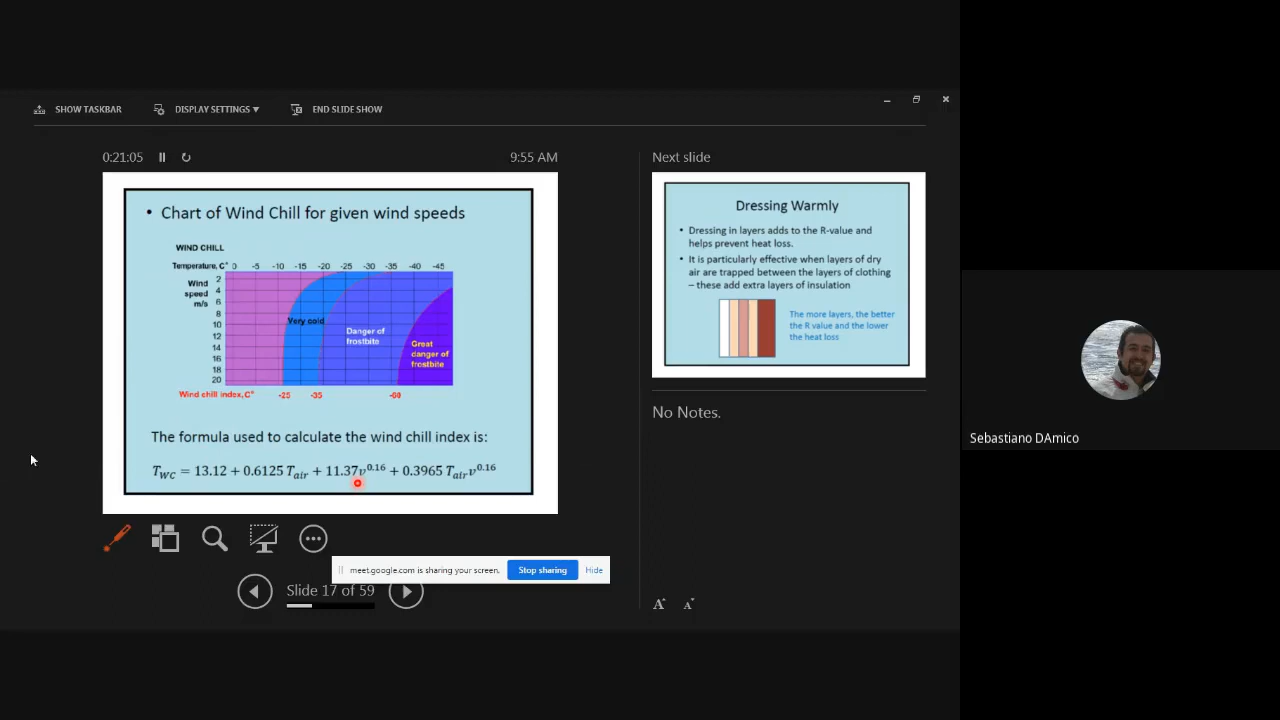 SHOW TASKBAR DISPLAY SETTINGS ▾ END SLIDE SHOW
0:21:05 9:55 AM
• Chart of Wind Chill for given wind speeds
WIND CHILL
Temperature, C° 0 -5 -10 -15 -20 -25 -30 -35 -40 -45
Wind speed m/s
2
4
6
8
10
12
14
16
18
20
Very cold
Danger of
frostbite
Great
danger of
frostbite
Wind chill index, C° -25 -35 -60
The formula used to calculate the wind chill index is:
T_WC = 13.12 + 0.6125 T_air + 11.37v^0.16 + 0.3965 T_air v^0.16
meet.google.com is sharing your screen. Stop sharing Hide
Slide 17 of 59
Next slide
Dressing Warmly
• Dressing in layers adds to the R-value and
helps prevent heat loss.
• It is particularly effective when layers of dry
air are trapped between the layers of clothing
– these add extra layers of insulation
The more layers, the better
the R value and the lower
the heat loss
No Notes.
A A
Sebastiano DAmico